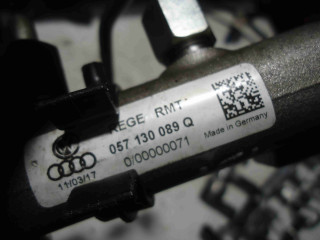 REGE RMT
057 130 089 Q
0/00000071
Made in Germany
11/03/17